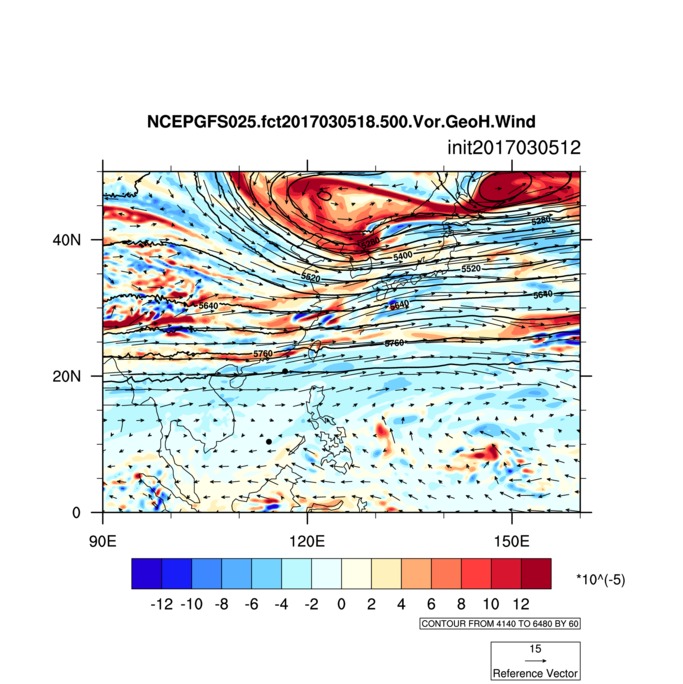 NCEPGFS025.fct2017030518.500.Vor.GeoH.Wind
init2017030512
5280
40N
5280
5400
5520
5520
5640
5640
5640
5760
5760
20N
0
90E 120E 150E
-12 -10 -8 -6 -4 -2 0 2 4 6 8 10 12
*10^(-5)
CONTOUR FROM 4140 TO 6480 BY 60
15
Reference Vector